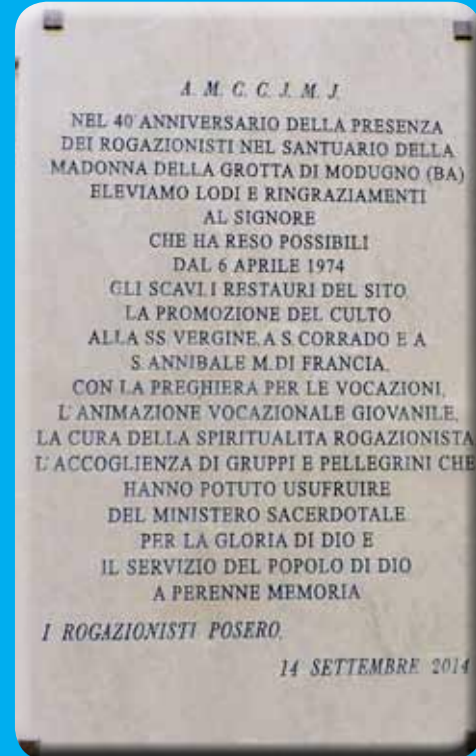 A. M. C. C. J. M. J.
NEL 40° ANNIVERSARIO DELLA PRESENZA
DEI ROGAZIONISTI NEL SANTUARIO DELLA
MADONNA DELLA GROTTA DI MODUGNO (BA)
ELEVIAMO LODI E RINGRAZIAMENTI
AL SIGNORE
CHE HA RESO POSSIBILI
DAL 6 APRILE 1974
GLI SCAVI, I RESTAURI DEL SITO,
LA PROMOZIONE DEL CULTO
ALLA SS. VERGINE, A S. CORRADO E A
S. ANNIBALE M. DI FRANCIA,
CON LA PREGHIERA PER LE VOCAZIONI,
L'ANIMAZIONE VOCAZIONALE GIOVANILE,
LA CURA DELLA SPIRITUALITA ROGAZIONISTA
L'ACCOGLIENZA DI GRUPPI E PELLEGRINI CHE
HANNO POTUTO USUFRUIRE
DEL MINISTERO SACERDOTALE.
PER LA GLORIA DI DIO E
IL SERVIZIO DEL POPOLO DI DIO
A PERENNE MEMORIA
I ROGAZIONISTI POSERO,
14 SETTEMBRE 2014